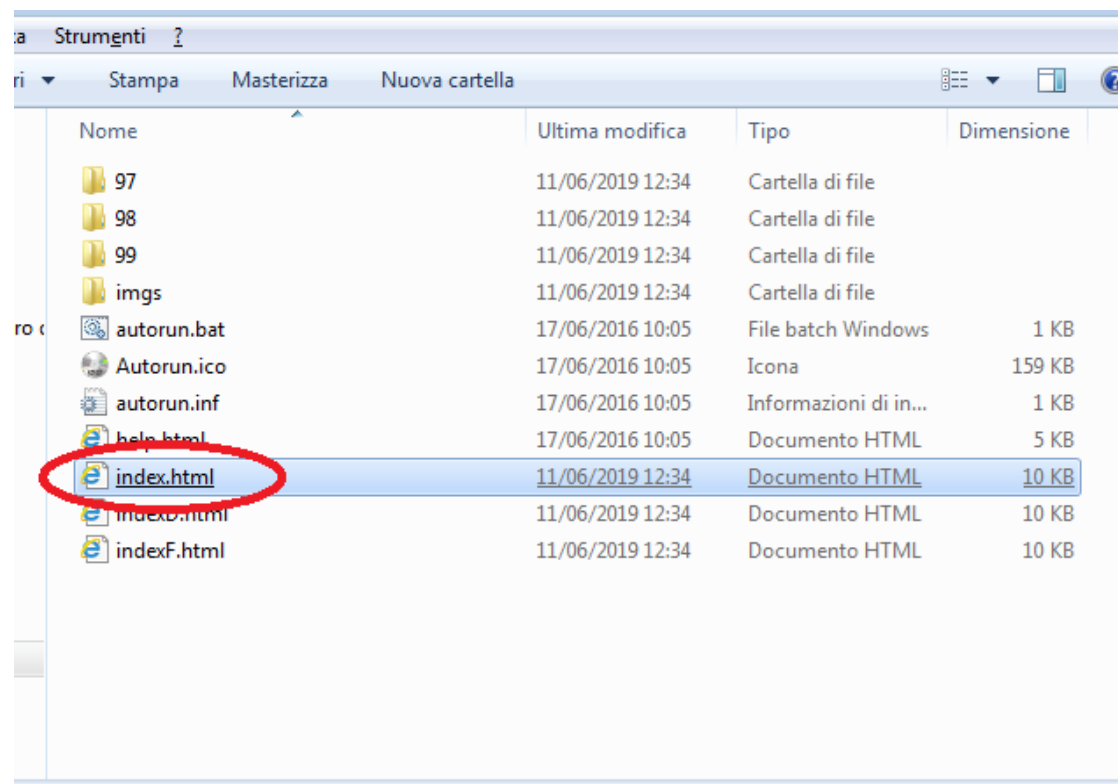 ta Strumenti ?
ri Stampa Masterizza Nuova cartella
Nome Ultima modifica Tipo Dimensione
97 11/06/2019 12:34 Cartella di file
98 11/06/2019 12:34 Cartella di file
99 11/06/2019 12:34 Cartella di file
imgs 11/06/2019 12:34 Cartella di file
ro autorun.bat 17/06/2016 10:05 File batch Windows 1 KB
Autorun.ico 17/06/2016 10:05 Icona 159 KB
autorun.inf 17/06/2016 10:05 Informazioni di in... 1 KB
help.html 17/06/2016 10:05 Documento HTML 5 KB
index.html 11/06/2019 12:34 Documento HTML 10 KB
indexD.html 11/06/2019 12:34 Documento HTML 10 KB
indexF.html 11/06/2019 12:34 Documento HTML 10 KB